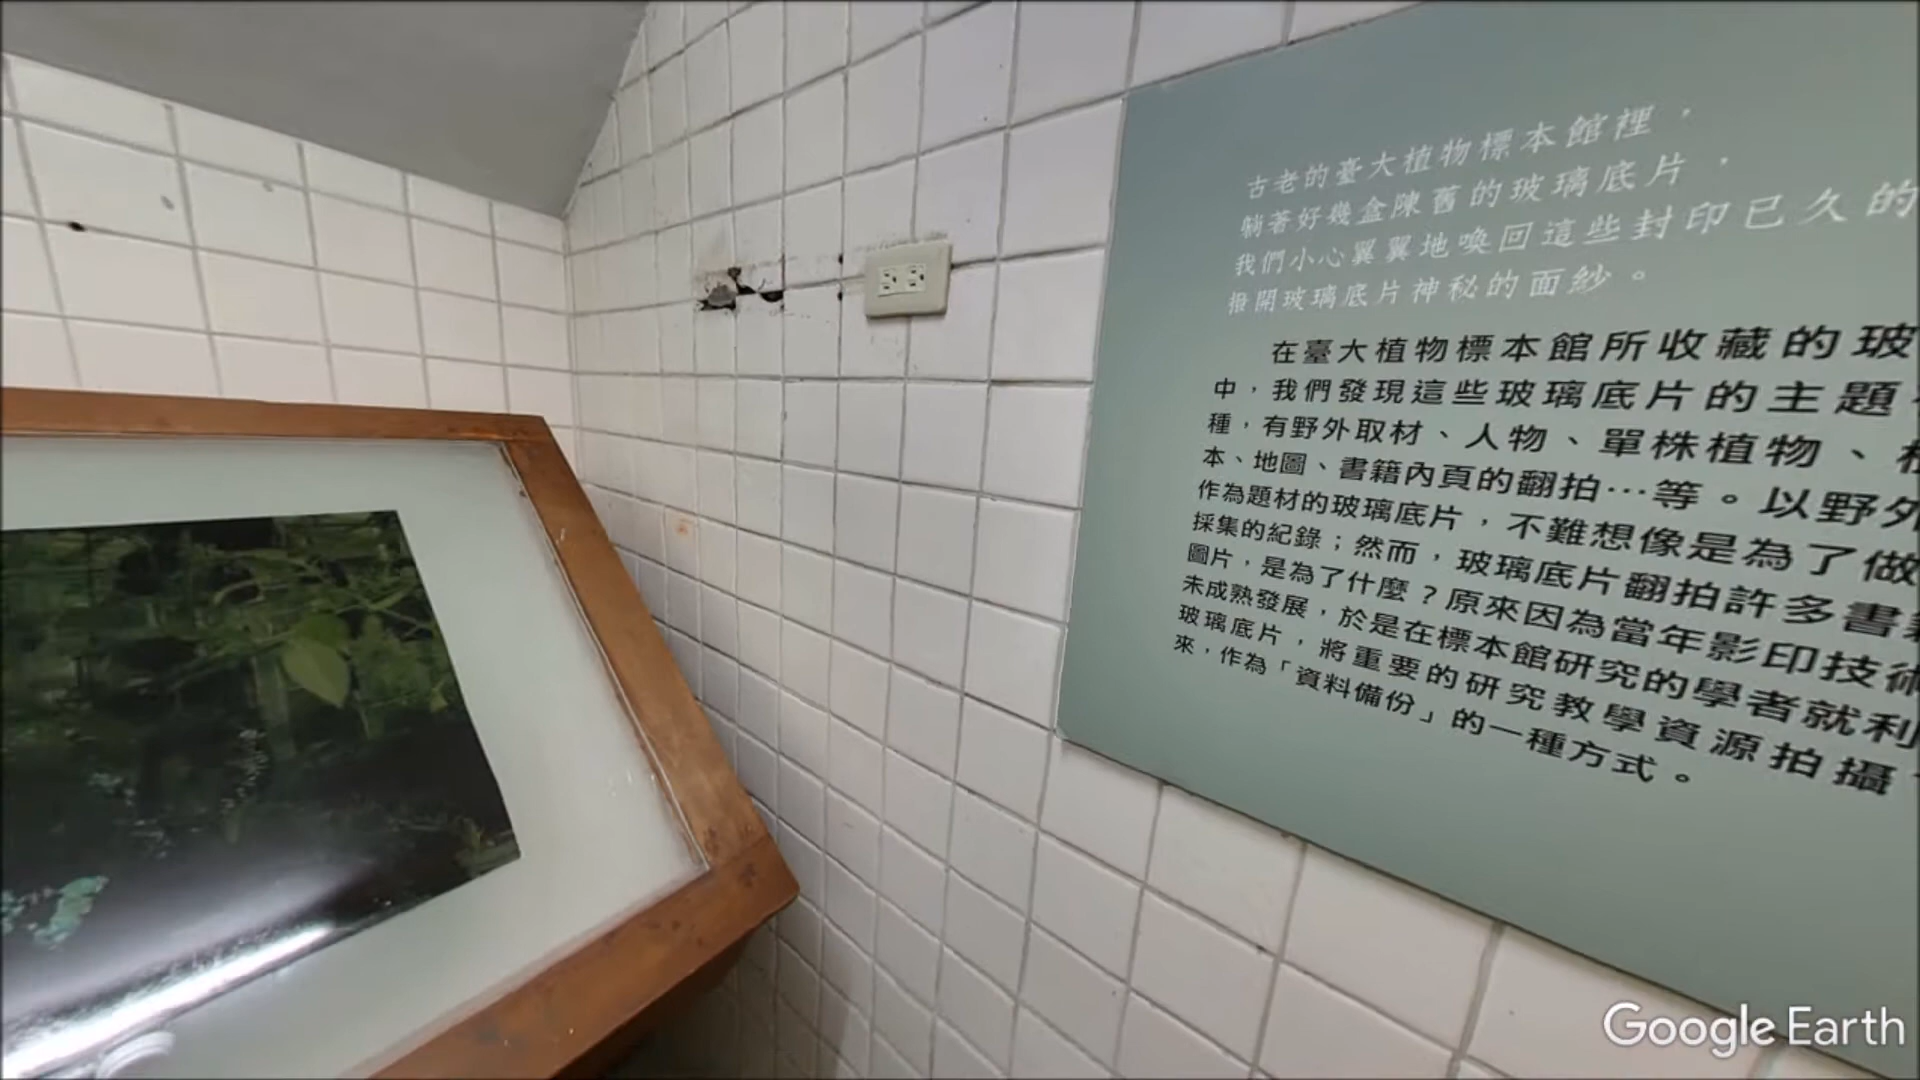 古老的臺大植物標本館裡，
躺著好幾盒陳舊的玻璃底片，
我們小心翼翼地喚回這些封印已久的
撥開玻璃底片神秘的面紗。
在臺大植物標本館所收藏的玻
中，我們發現這些玻璃底片的主題
種，有野外取材、人物、單株植物、
本、地圖、書籍內頁的翻拍…等。以野外
作為題材的玻璃底片，不難想像是為了做
採集的紀錄；然而，玻璃底片翻拍許多書
圖片，是為了什麼？原來因為當年影印技術
未成熟發展，於是在標本館研究的學者就利
玻璃底片，將重要的研究教學資源拍攝
來，作為「資料備份」的一種方式。
Google Earth